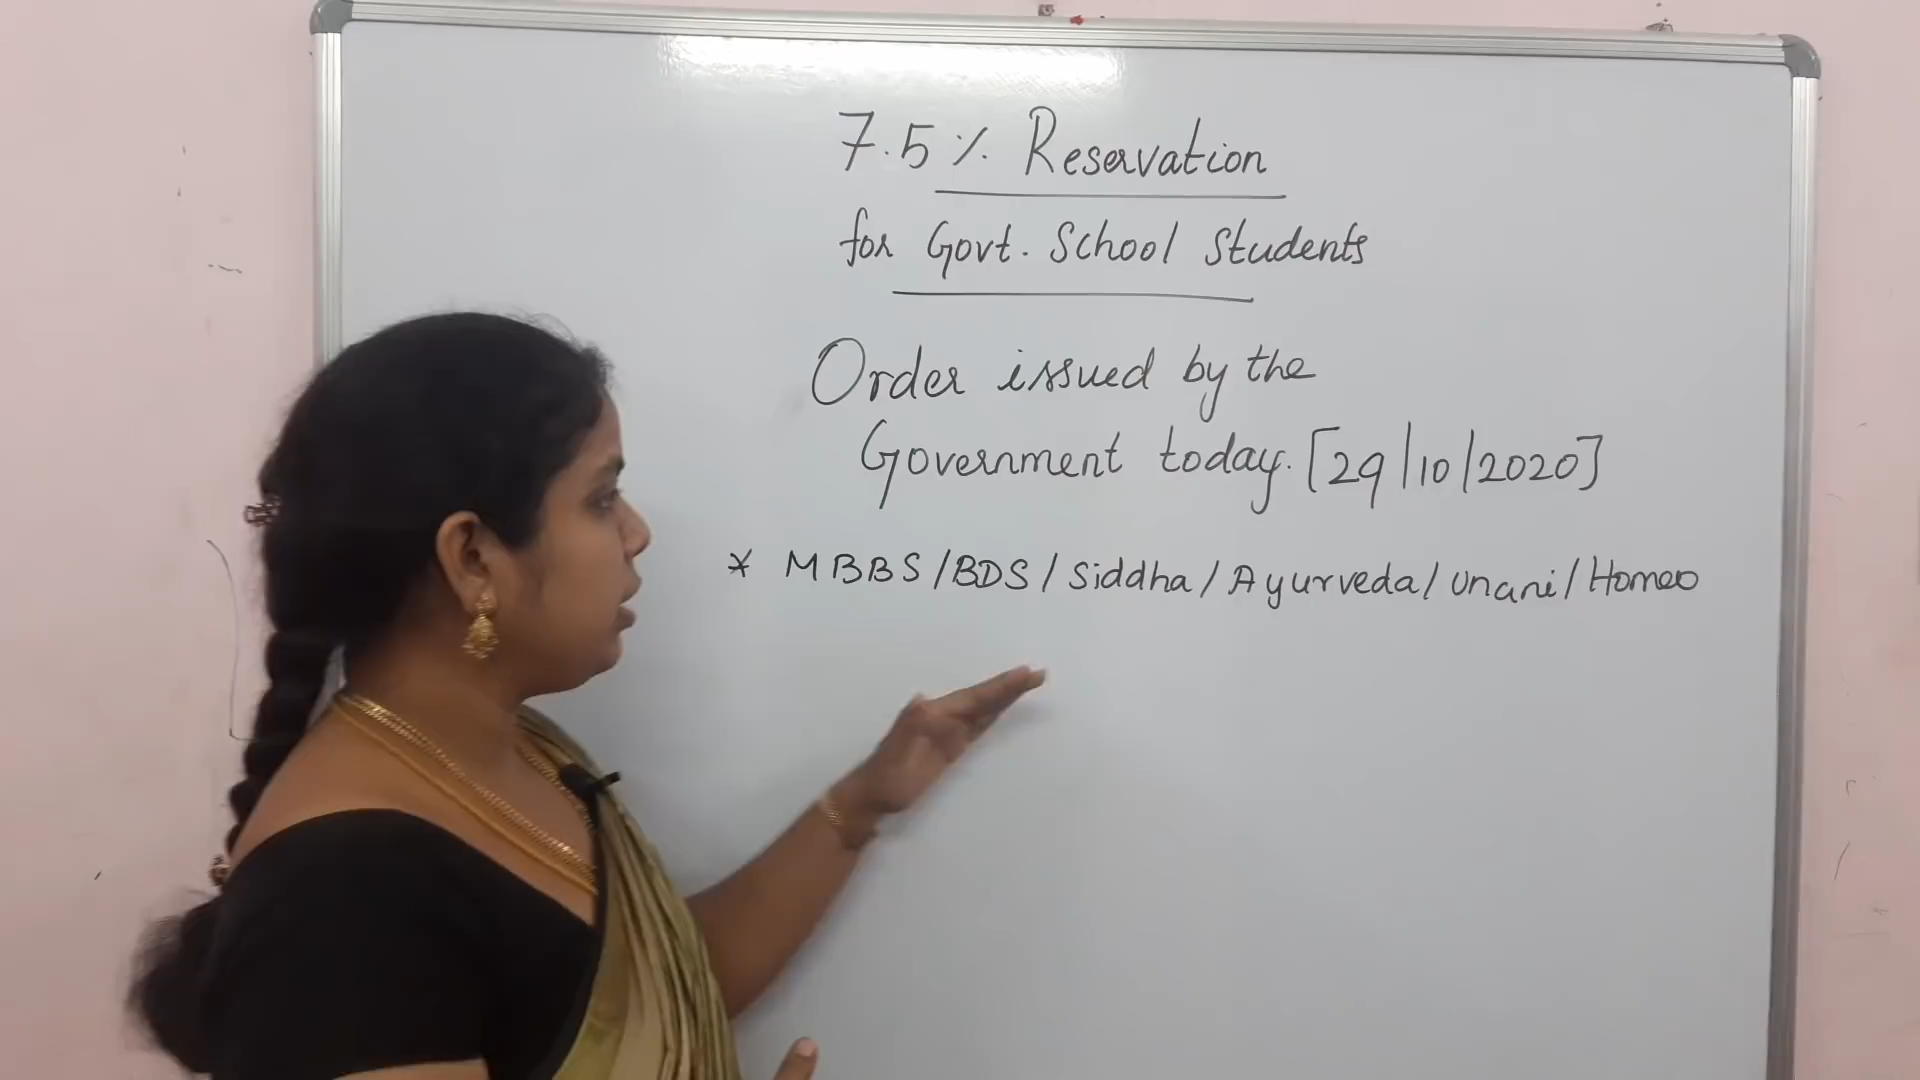 7.5% Reservation
for Govt. School Students
Order issued by the
Government today. [29/10/2020]
* MBBS/BDS/Siddha/Ayurveda/Unani/Homeo